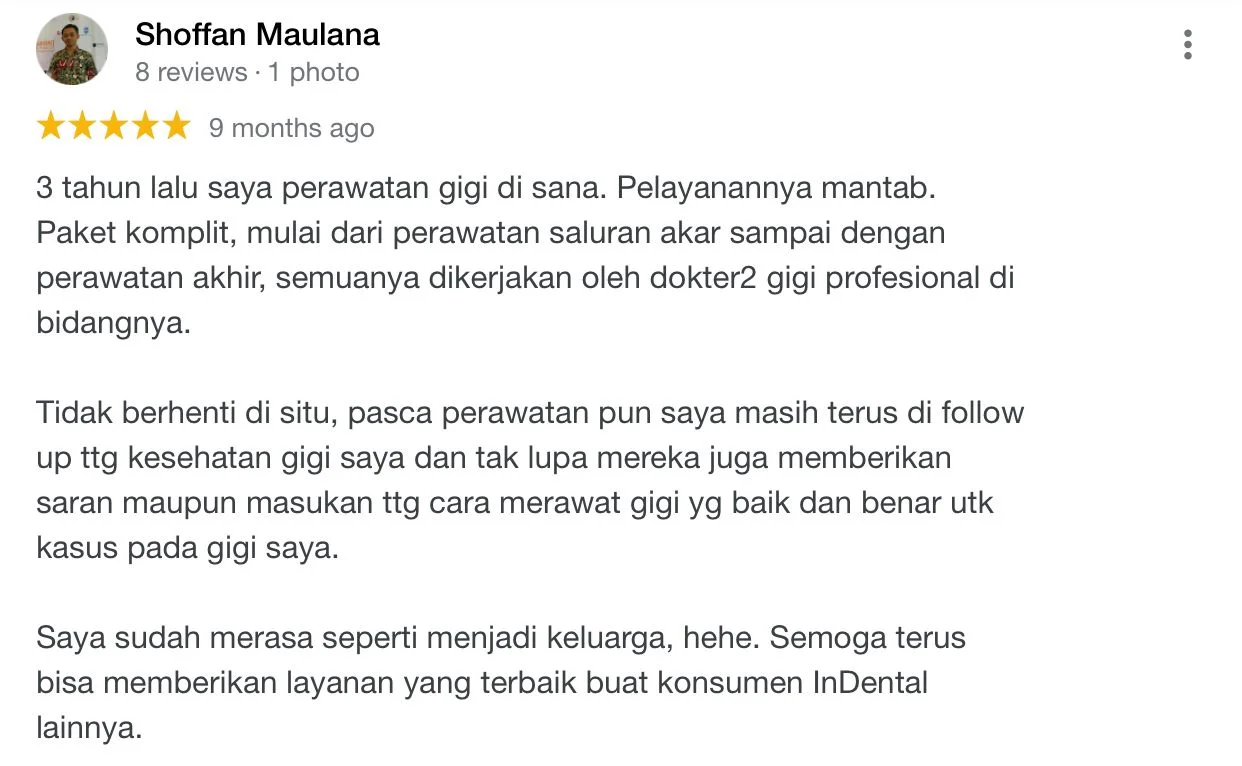 Shoffan Maulana
8 reviews · 1 photo
9 months ago
3 tahun lalu saya perawatan gigi di sana. Pelayanannya mantab.
Paket komplit, mulai dari perawatan saluran akar sampai dengan
perawatan akhir, semuanya dikerjakan oleh dokter2 gigi profesional di
bidangnya.
Tidak berhenti di situ, pasca perawatan pun saya masih terus di follow
up ttg kesehatan gigi saya dan tak lupa mereka juga memberikan
saran maupun masukan ttg cara merawat gigi yg baik dan benar utk
kasus pada gigi saya.
Saya sudah merasa seperti menjadi keluarga, hehe. Semoga terus
bisa memberikan layanan yang terbaik buat konsumen InDental
lainnya.